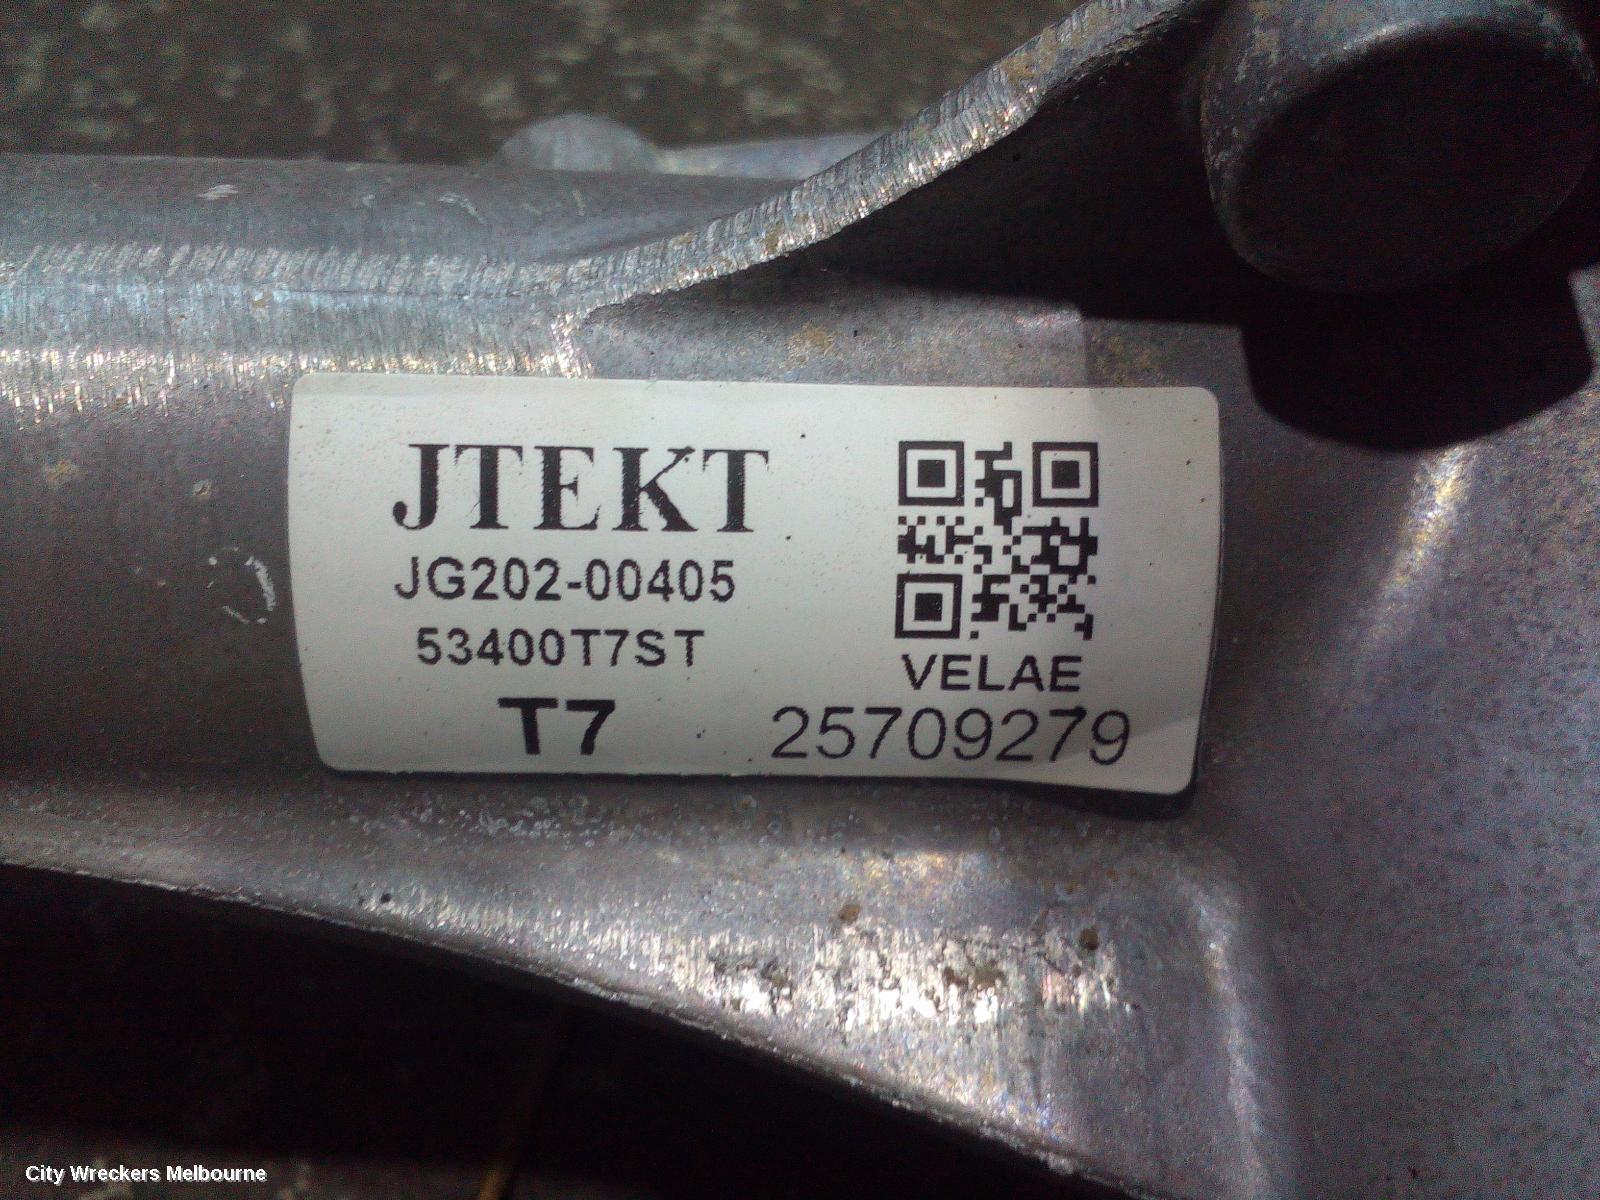 JTEKT
JG202-00405
53400T7ST
T7
VELAE
25709279
City Wreckers Melbourne